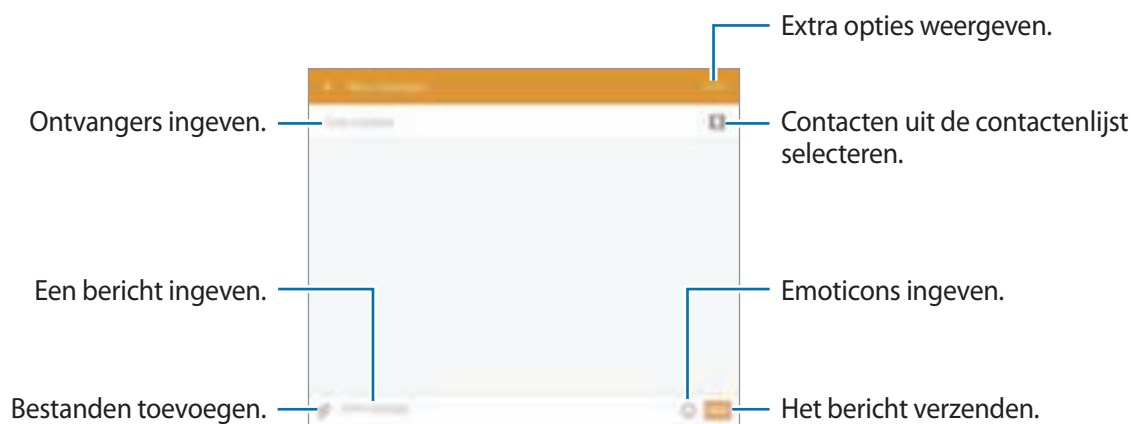 Extra opties weergeven.
Ontvangers ingeven.
Contacten uit de contactenlijst
selecteren.
Een bericht ingeven.
Emoticons ingeven.
Bestanden toevoegen.
Het bericht verzenden.